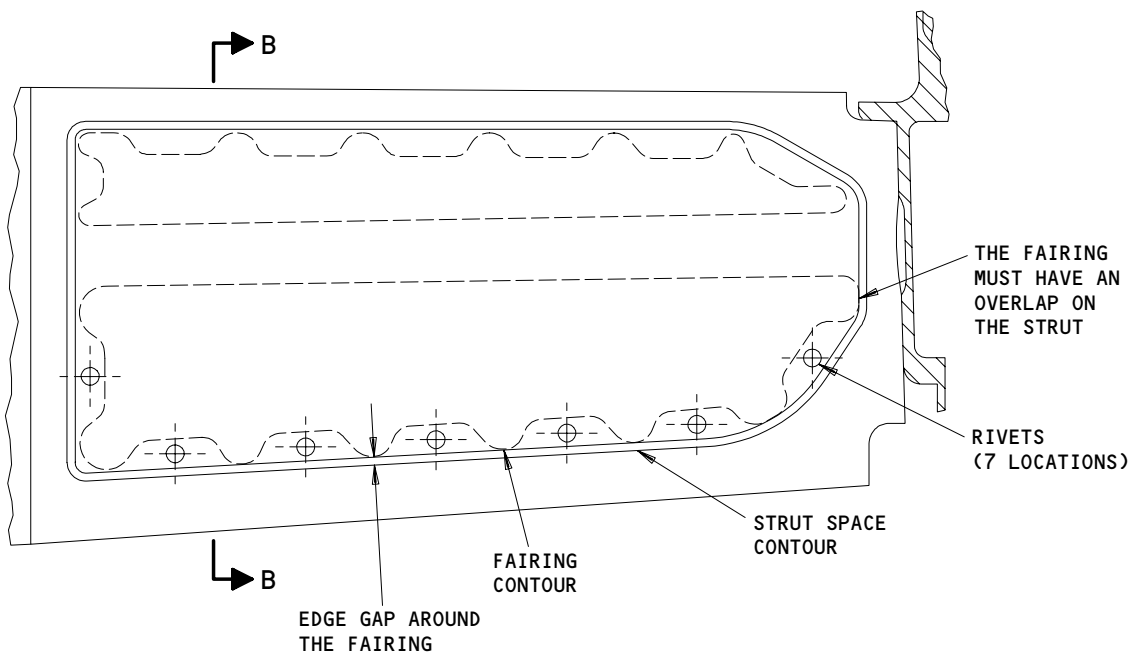 B
THE FAIRING
MUST HAVE AN
OVERLAP ON
THE STRUT
RIVETS
(7 LOCATIONS)
STRUT SPACE
CONTOUR
FAIRING
CONTOUR
B
EDGE GAP AROUND
THE FAIRING